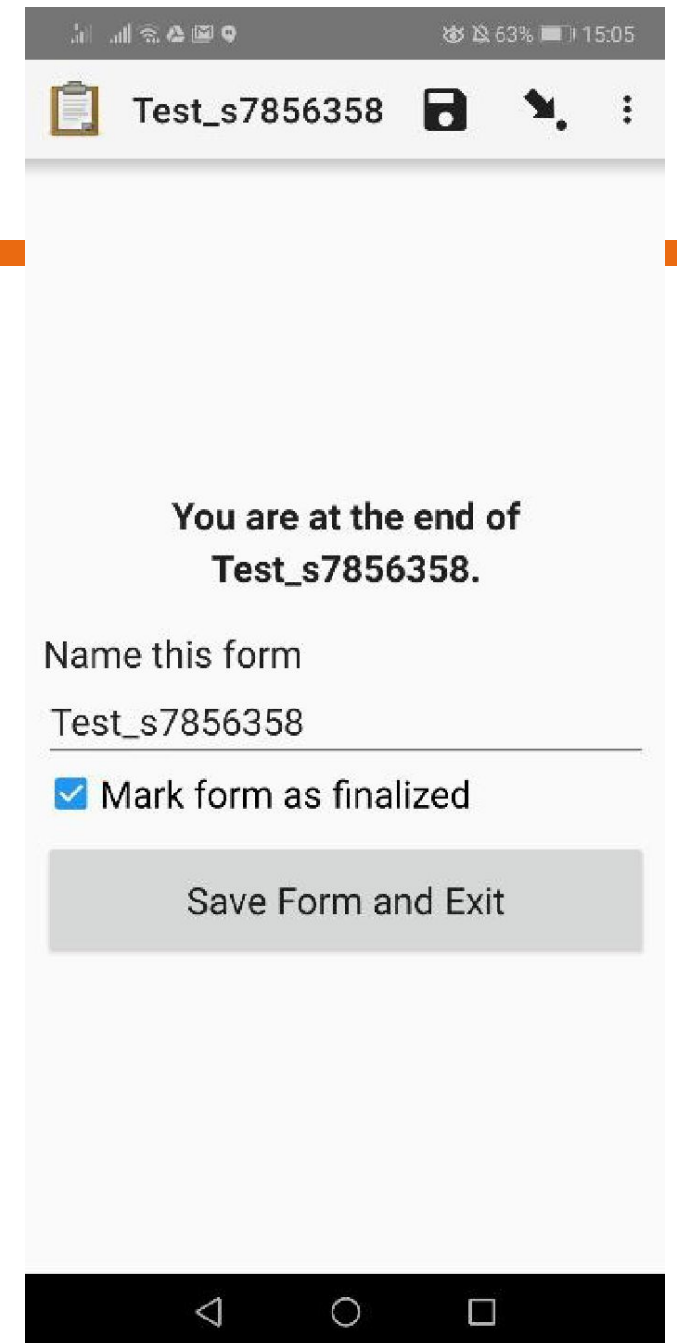 63% 15:05
Test_s7856358
You are at the end of
Test_s7856358.
Name this form
Test_s7856358
Mark form as finalized
Save Form and Exit